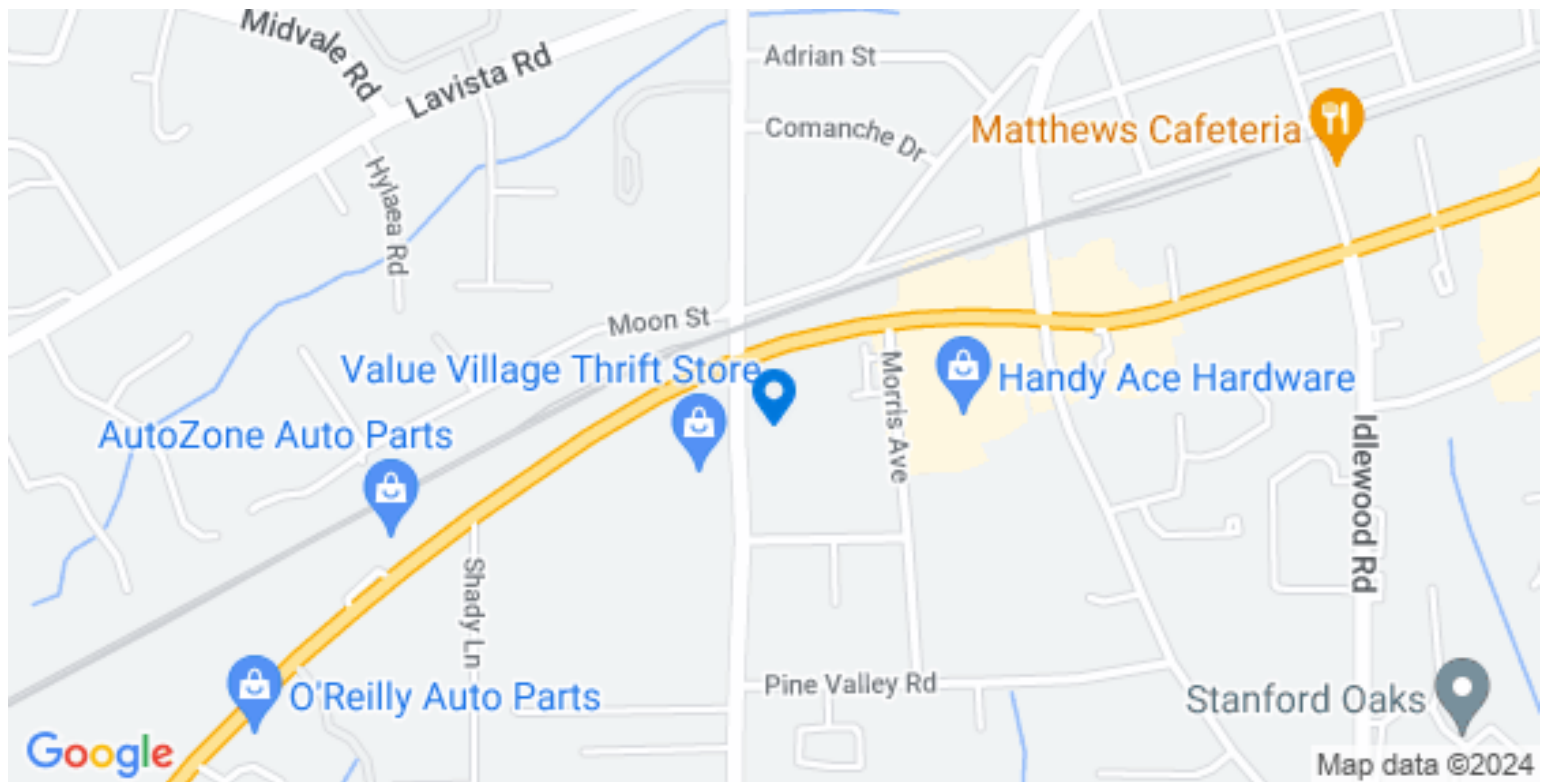 Midvale Rd
Lavista Rd
Adrian St
Comanche Dr
Matthews Cafeteria
Hylaea Rd
Moon St
Value Village Thrift Store
Morris Ave
Handy Ace Hardware
AutoZone Auto Parts
Idlewood Rd
Shady Ln
O'Reilly Auto Parts
Pine Valley Rd
Stanford Oaks
Google
Map data ©2024